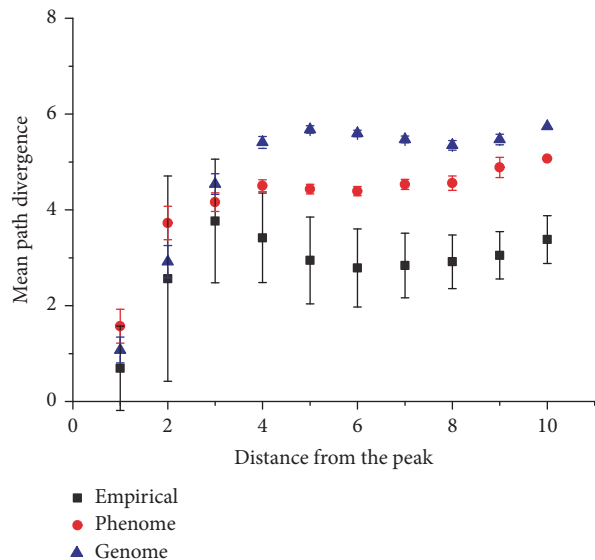 8
6
4
2
0
0 2 4 6 8 10
Mean path divergence
Distance from the peak
Empirical
Phenome
Genome